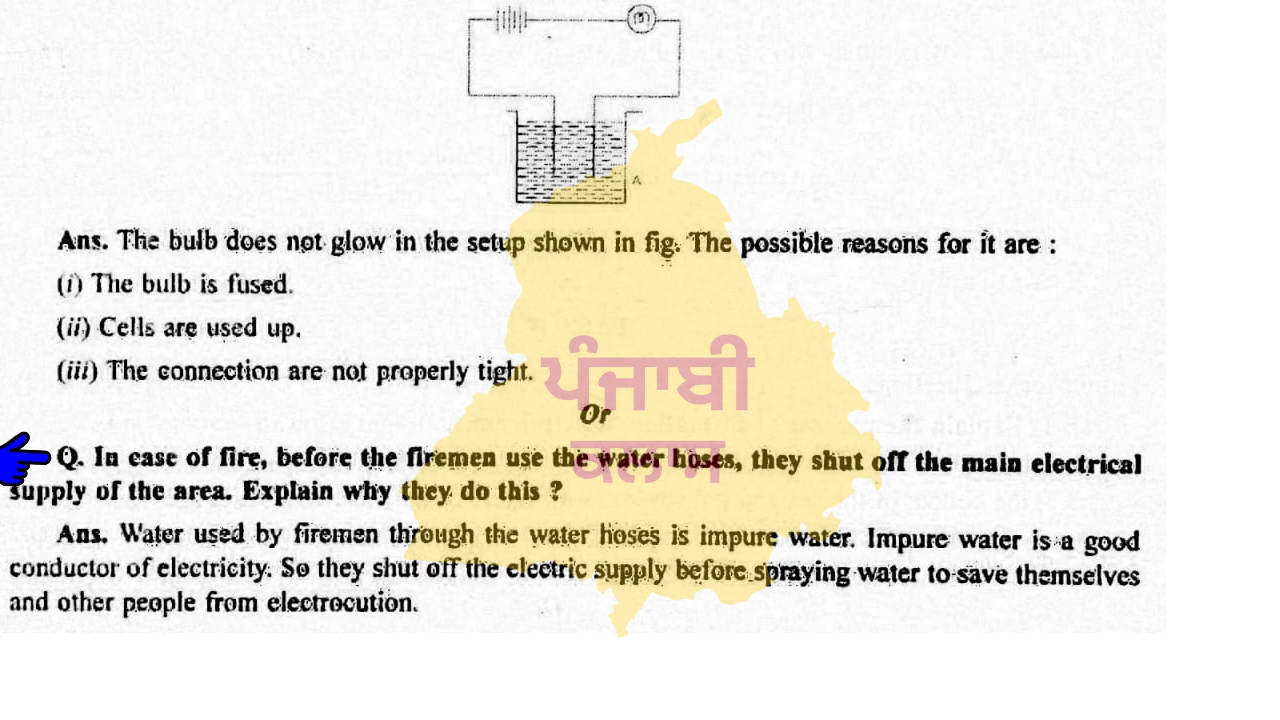 A
Ans. The bulb does not glow in the setup shown in fig. The possible reasons for it are :
(i) The bulb is fused.
(ii) Cells are used up.
(iii) The connection are not properly tight.
Or
Q. In case of fire, before the firemen use the water hoses, they shut off the main electrical
supply of the area. Explain why they do this ?
Ans. Water used by firemen through the water hoses is impure water. Impure water is a good
conductor of electricity. So they shut off the electric supply before spraying water to save themselves
and other people from electrocution.
ਪੰਜਾਬੀ
ਕਲਾਸ